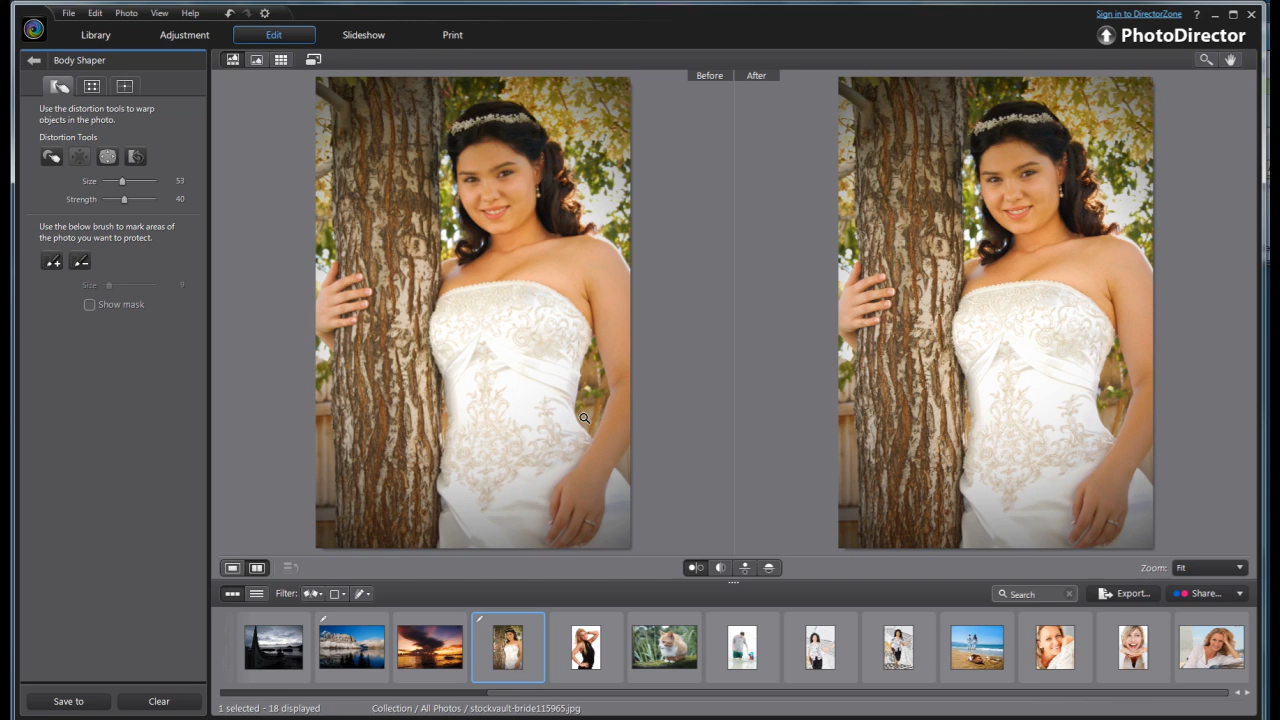 File Edit Photo View Help
Sign in to DirectorZone ?
Library Adjustment Edit Slideshow Print
PhotoDirector
Body Shaper
Before After
Use the distortion tools to warp
objects in the photo.
Distortion Tools
Size 53
Strength 40
Use the below brush to mark areas of
the photo you want to protect.
Size 9
Show mask
Zoom: Fit
Filter:
Search
Export...
Share...
Save to Clear
1 selected - 18 displayed Collection / All Photos / stockvault-bride115965.jpg